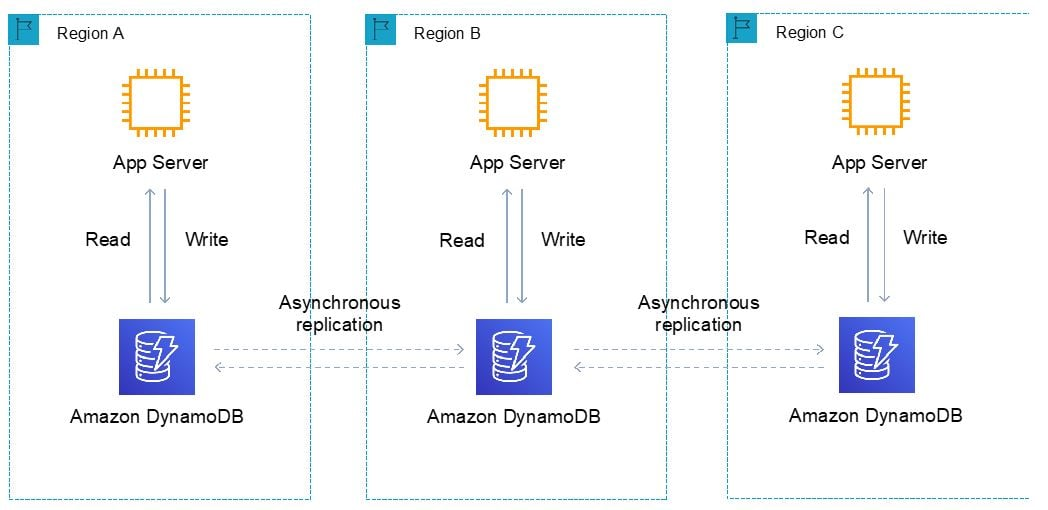 Region A
Region B
Region C
App Server
App Server
App Server
Read
Write
Read
Write
Read
Write
Asynchronous
replication
Asynchronous
replication
Amazon DynamoDB
Amazon DynamoDB
Amazon DynamoDB